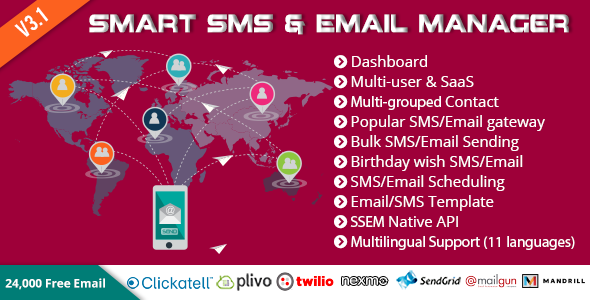 V3.1
SMART SMS & EMAIL MANAGER
Dashboard
Multi-user & SaaS
Multi-grouped Contact
Popular SMS/Email gateway
Bulk SMS/Email Sending
Birthday wish SMS/Email
SMS/Email Scheduling
Email/SMS Template
SSEM Native API
Multilingual Support (11 languages)
@
SEND
24,000 Free Email
Clickatell plivo twilio nexmo SendGrid @mailgun MANDRILL